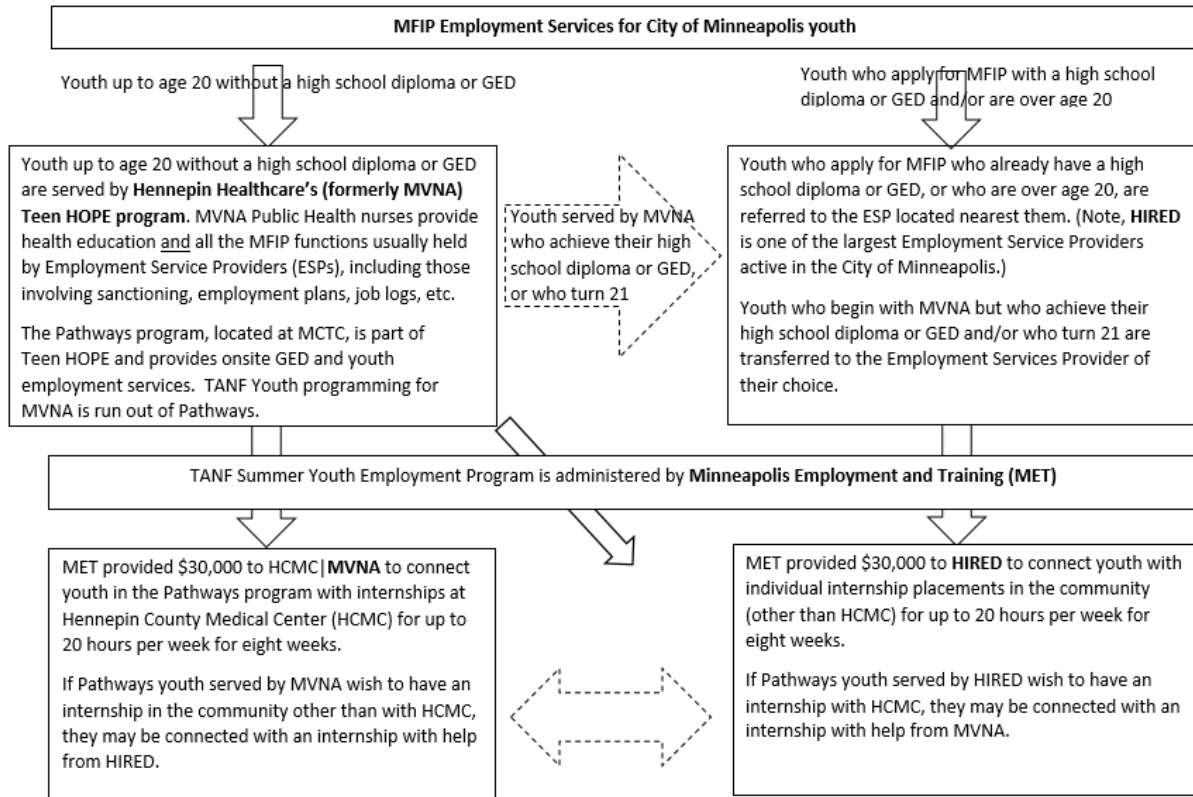 MFIP Employment Services for City of Minneapolis youth
Youth up to age 20 without a high school diploma or GED
Youth who apply for MFIP with a high school
diploma or GED and/or are over age 20
Youth up to age 20 without a high school diploma or GED
are served by Hennepin Healthcare's (formerly MVNA)
Teen HOPE program. MVNA Public Health nurses provide
health education and all the MFIP functions usually held
by Employment Service Providers (ESPs), including those
involving sanctioning, employment plans, job logs, etc.
The Pathways program, located at MCTC, is part of
Teen HOPE and provides onsite GED and youth
employment services.  TANF Youth programming for
MVNA is run out of Pathways.
Youth served by MVNA
who achieve their high
school diploma or GED,
or who turn 21
Youth who apply for MFIP who already have a high
school diploma or GED, or who are over age 20, are
referred to the ESP located nearest them. (Note, HIRED
is one of the largest Employment Service Providers
active in the City of Minneapolis.)
Youth who begin with MVNA but who achieve their
high school diploma or GED and/or who turn 21 are
transferred to the Employment Services Provider of
their choice.
TANF Summer Youth Employment Program is administered by Minneapolis Employment and Training (MET)
MET provided $30,000 to HCMC|MVNA to connect
youth in the Pathways program with internships at
Hennepin County Medical Center (HCMC) for up to
20 hours per week for eight weeks.
If Pathways youth served by MVNA wish to have an
internship in the community other than with HCMC,
they may be connected with an internship with help
from HIRED.
MET provided $30,000 to HIRED to connect youth with
individual internship placements in the community
(other than HCMC) for up to 20 hours per week for
eight weeks.
If Pathways youth served by HIRED wish to have an
internship with HCMC, they may be connected with an
internship with help from MVNA.